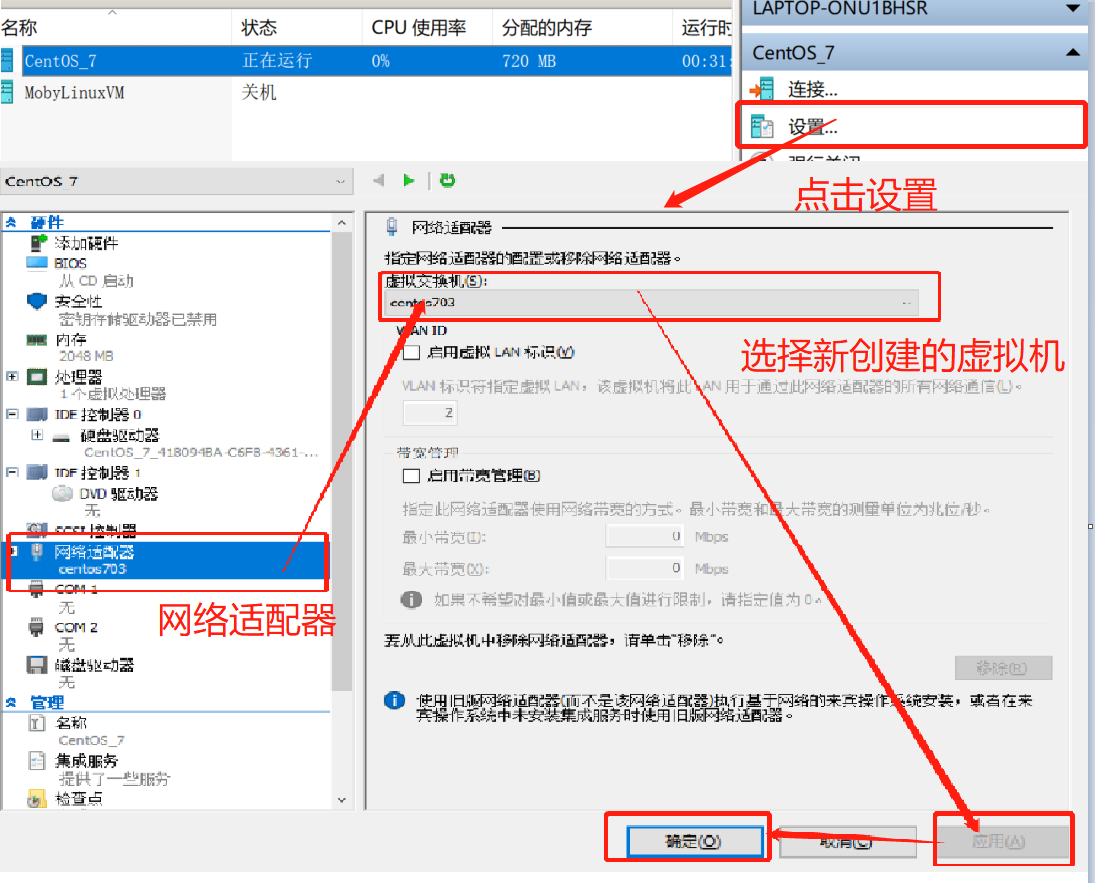 名称 状态 CPU 使用率 分配的内存 运行时
CentOS_7 正在运行 0% 720 MB 00:31:
MobyLinuxVM 关机
LAPTOP-ONU1BHSR
CentOS_7
连接...
设置...
强行关闭
点击设置
CentOS 7
硬件
添加硬件
BIOS
从 CD 启动
安全性
密钥存储驱动器已禁用
内存
2048 MB
处理器
1 个虚拟处理器
IDE 控制器 0
硬盘驱动器
CentOS_7_418094BA-C6FB-4361-...
IDE 控制器 1
DVD 驱动器
无
SCSI 控制器
网络适配器
centos703
COM 1
无
COM 2
无
磁盘驱动器
无
管理
名称
CentOS_7
集成服务
提供了一些服务
检查点
网络适配器
网络适配器
指定网络适配器的配置或移除网络适配器。
虚拟交换机(S):
centos703
VLAN ID
启用虚拟 LAN 标识(V)
选择新创建的虚拟机
VLAN 标识将指定虚拟 LAN，该虚拟机将此 LAN 用于通过此网络适配器的所有网络通信(L)。
2
带宽管理
启用带宽管理(B)
指定此网络适配器使用网络带宽的方式。最小带宽和最大带宽的测量单位为兆位/秒。
最小带宽(I): 0 Mbps
最大带宽(X): 0 Mbps
如果不希望对最小值或最大值进行限制，请指定值为 0。
要从此虚拟机中移除网络适配器，请单击“移除”。
移除(R)
使用旧版网络适配器(而不是该网络适配器)执行基于网络的来宾操作系统安装，或者在来
宾操作系统中未安装集成服务时使用旧版网络适配器。
确定(O) 取消(C) 应用(A)